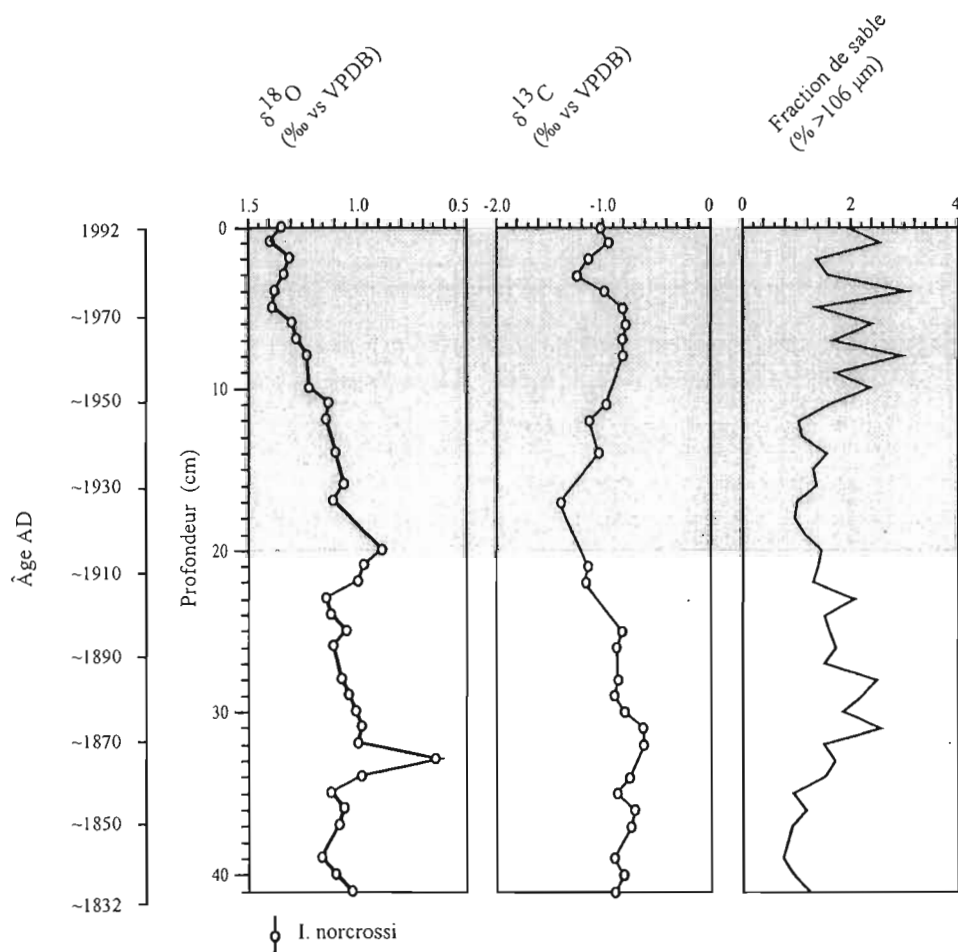 δ18O
(‰ vs VPDB)
δ13C
(‰ vs VPDB)
Fraction de sable
(% >106 µm)
1.5 1.0 0.5
-2.0 -1.0 0
0 2 4
Âge AD
1992
~1970
~1950
~1930
~1910
~1890
~1870
~1850
~1832
Profondeur (cm)
0
10
20
30
40
I. norcrossi